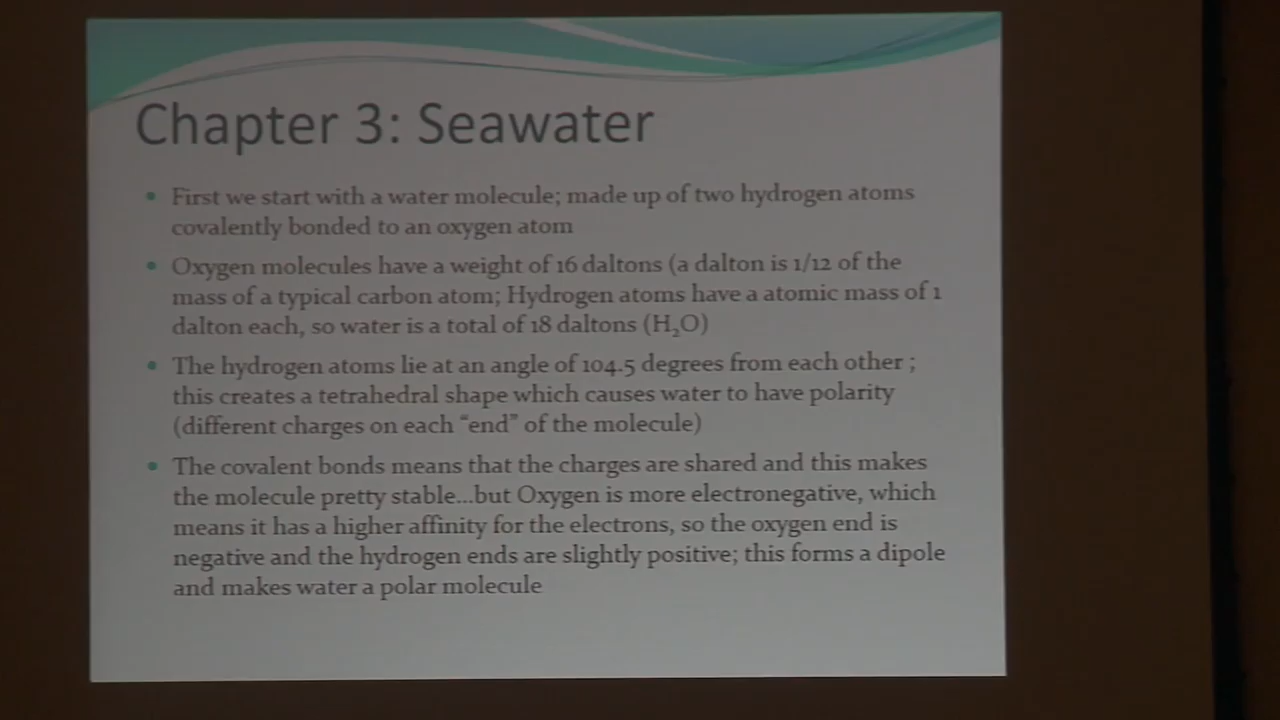 Chapter 3: Seawater
• First we start with a water molecule; made up of two hydrogen atoms
covalently bonded to an oxygen atom
• Oxygen molecules have a weight of 16 daltons (a dalton is 1/12 of the
mass of a typical carbon atom; Hydrogen atoms have a atomic mass of 1
dalton each, so water is a total of 18 daltons (H₂O)
• The hydrogen atoms lie at an angle of 104.5 degrees from each other ;
this creates a tetrahedral shape which causes water to have polarity
(different charges on each “end” of the molecule)
• The covalent bonds means that the charges are shared and this makes
the molecule pretty stable...but Oxygen is more electronegative, which
means it has a higher affinity for the electrons, so the oxygen end is
negative and the hydrogen ends are slightly positive; this forms a dipole
and makes water a polar molecule